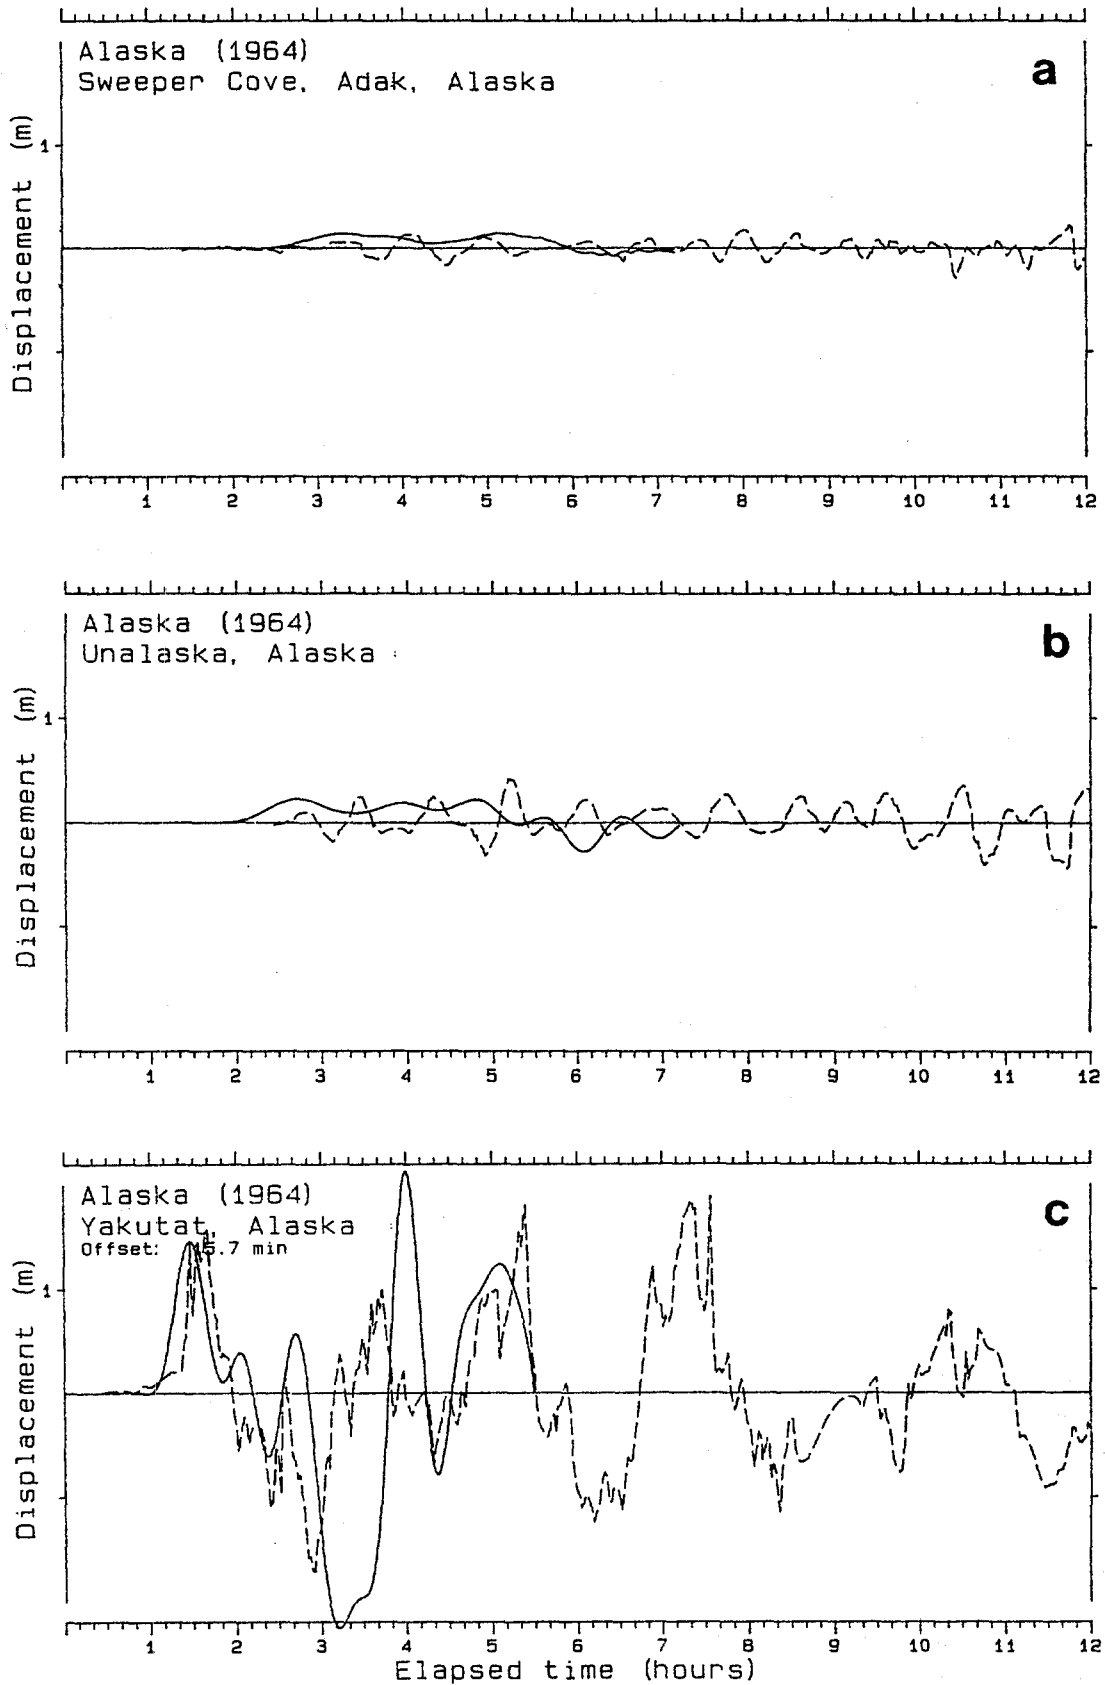 Alaska (1964)
Sweeper Cove, Adak, Alaska
a
Displacement (m)
1
1 2 3 4 5 6 7 8 9 10 11 12
Alaska (1964)
Unalaska, Alaska
b
Displacement (m)
1
1 2 3 4 5 6 7 8 9 10 11 12
Alaska (1964)
Yakutat, Alaska
Offset: 5.7 min
c
Displacement (m)
1
1 2 3 4 5 6 7 8 9 10 11 12
Elapsed time (hours)